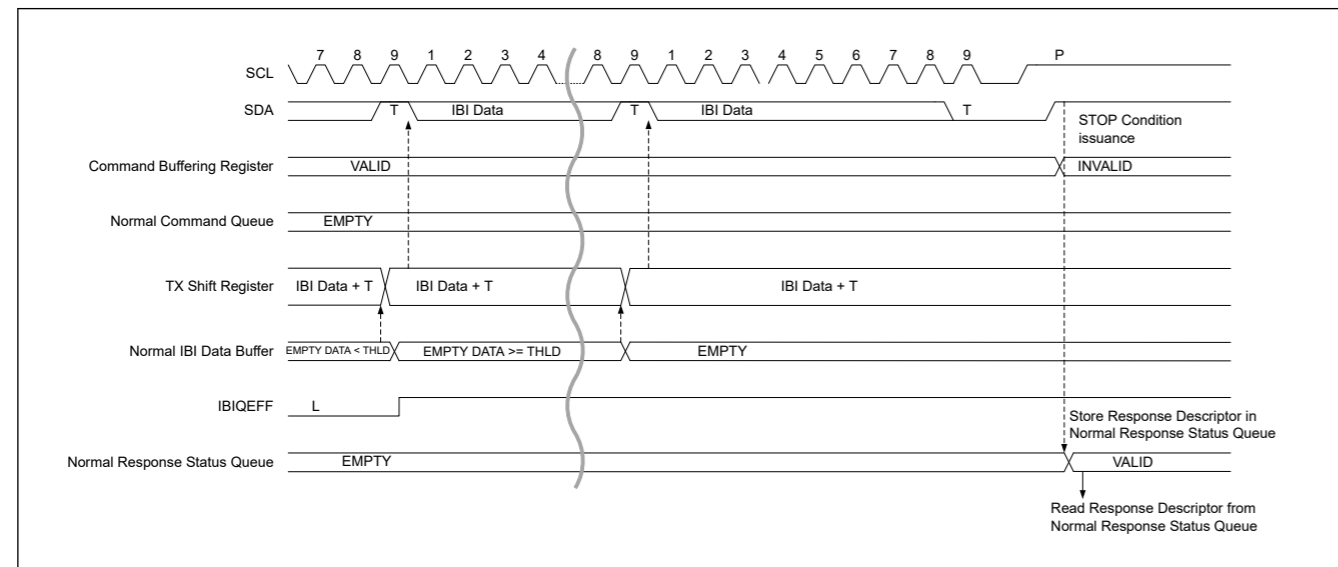 7 8 9 1 2 3 4 8 9 1 2 3 4 5 6 7 8 9 P
SCL
SDA T IBI Data T IBI Data T
STOP Condition
issuance
Command Buffering Register VALID INVALID
Normal Command Queue EMPTY
TX Shift Register IBI Data + T IBI Data + T IBI Data + T
Normal IBI Data Buffer EMPTY DATA < THLD EMPTY DATA >= THLD EMPTY
IBIQEFF L
Store Response Descriptor in
Normal Response Status Queue
Normal Response Status Queue EMPTY VALID
Read Response Descriptor from
Normal Response Status Queue